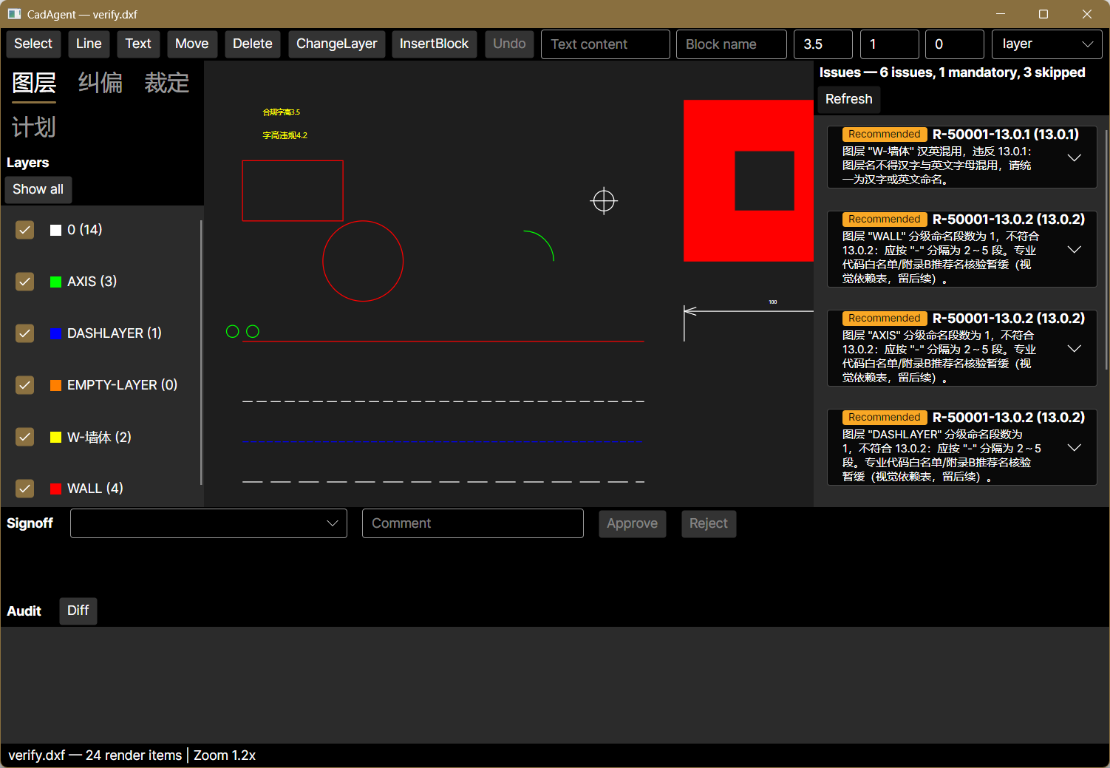 CadAgent — verify.dxf
Select Line Text Move Delete ChangeLayer InsertBlock Undo Text content Block name 3.5 1 0 layer
图层 纠偏 裁定
计划
Layers
Show all
0 (14)
AXIS (3)
DASHLAYER (1)
EMPTY-LAYER (0)
W-墙体 (2)
WALL (4)
合规字高3.5
字高违规4.2
100
Issues — 6 issues, 1 mandatory, 3 skipped
Refresh
Recommended R-50001-13.0.1 (13.0.1)
图层 "W-墙体" 汉英混用，违反 13.0.1:
图层名不得汉字与英文字母混用，请统
一为汉字或英文命名。
Recommended R-50001-13.0.2 (13.0.2)
图层 "WALL" 分级命名段数为 1，不符合
13.0.2：应按 "-" 分隔为 2～5 段。专业
代码白名单/附录B推荐名核验暂缓（视
觉依赖表，留后续）。
Recommended R-50001-13.0.2 (13.0.2)
图层 "AXIS" 分级命名段数为 1，不符合
13.0.2：应按 "-" 分隔为 2～5 段。专业
代码白名单/附录B推荐名核验暂缓（视
觉依赖表，留后续）。
Recommended R-50001-13.0.2 (13.0.2)
图层 "DASHLAYER" 分级命名段数为
1，不符合 13.0.2：应按 "-" 分隔为 2～5
段。专业代码白名单/附录B推荐名核验
暂缓（视觉依赖表，留后续）。
Signoff Comment Approve Reject
Audit Diff
verify.dxf — 24 render items | Zoom 1.2x